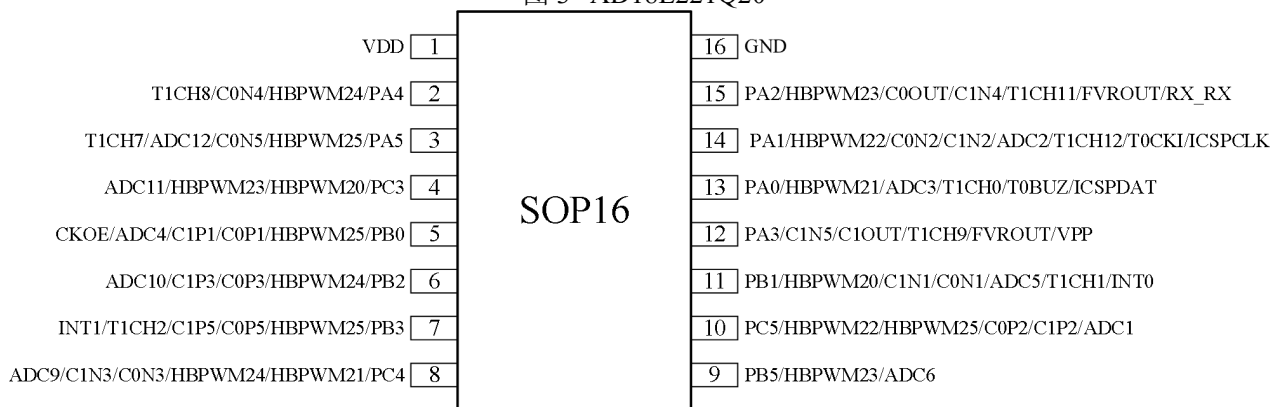 图 5 AD18E221Q20
VDD 1 16 GND
T1CH8/C0N4/HBPWM24/PA4 2 15 PA2/HBPWM23/C0OUT/C1N4/T1CH11/FVROUT/RX_RX
T1CH7/ADC12/C0N5/HBPWM25/PA5 3 14 PA1/HBPWM22/C0N2/C1N2/ADC2/T1CH12/T0CKI/ICSPCLK
ADC11/HBPWM23/HBPWM20/PC3 4 13 PA0/HBPWM21/ADC3/T1CH0/T0BUZ/ICSPDAT
SOP16
CKOE/ADC4/C1P1/C0P1/HBPWM25/PB0 5 12 PA3/C1N5/C1OUT/T1CH9/FVROUT/VPP
ADC10/C1P3/C0P3/HBPWM24/PB2 6 11 PB1/HBPWM20/C1N1/C0N1/ADC5/T1CH1/INT0
INT1/T1CH2/C1P5/C0P5/HBPWM25/PB3 7 10 PC5/HBPWM22/HBPWM25/C0P2/C1P2/ADC1
ADC9/C1N3/C0N3/HBPWM24/HBPWM21/PC4 8 9 PB5/HBPWM23/ADC6